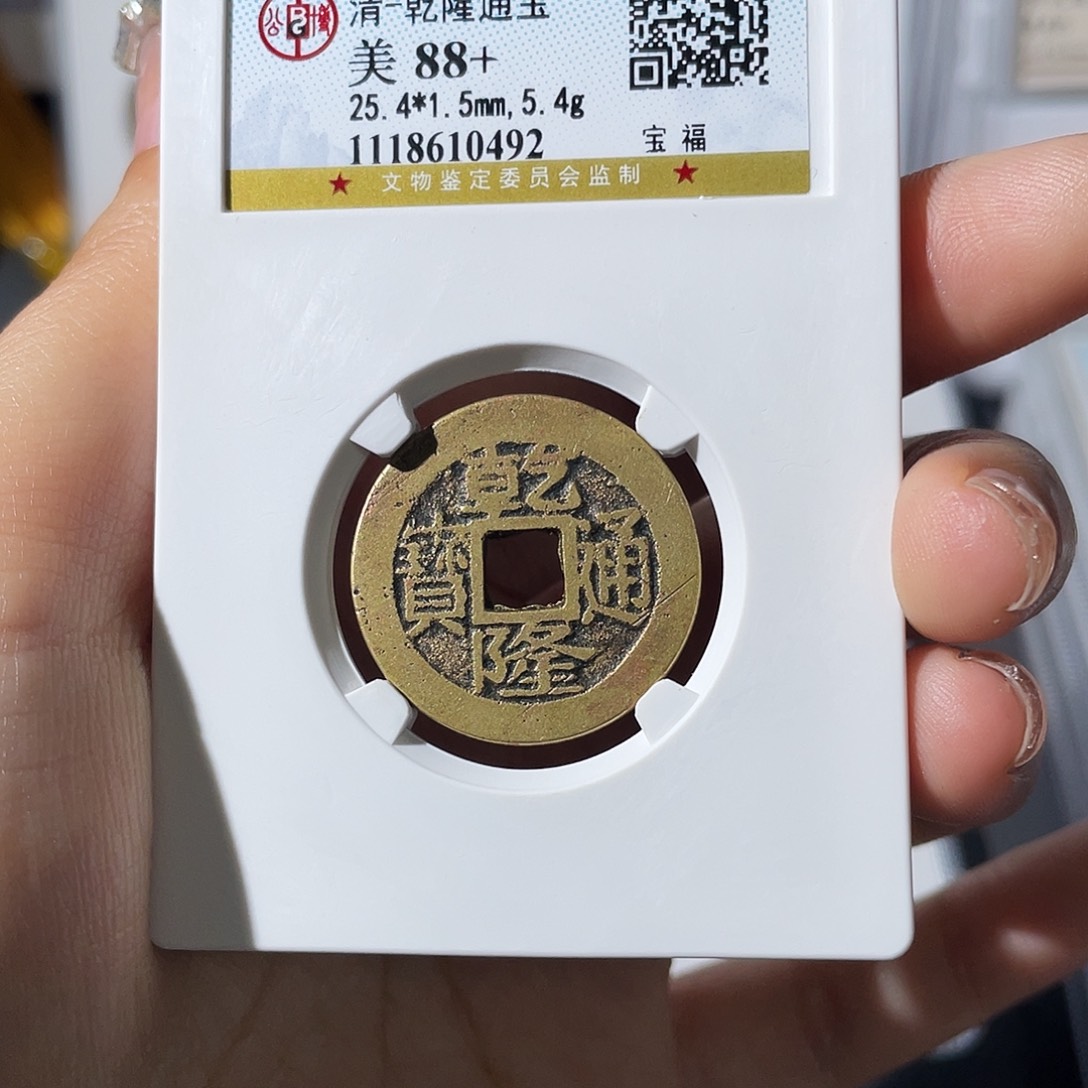 清-乾隆通宝
美 88+
25.4*1.5mm,5.4g
1118610492 宝福
★ 文物鉴定委员会监制 ★
乾隆通寶